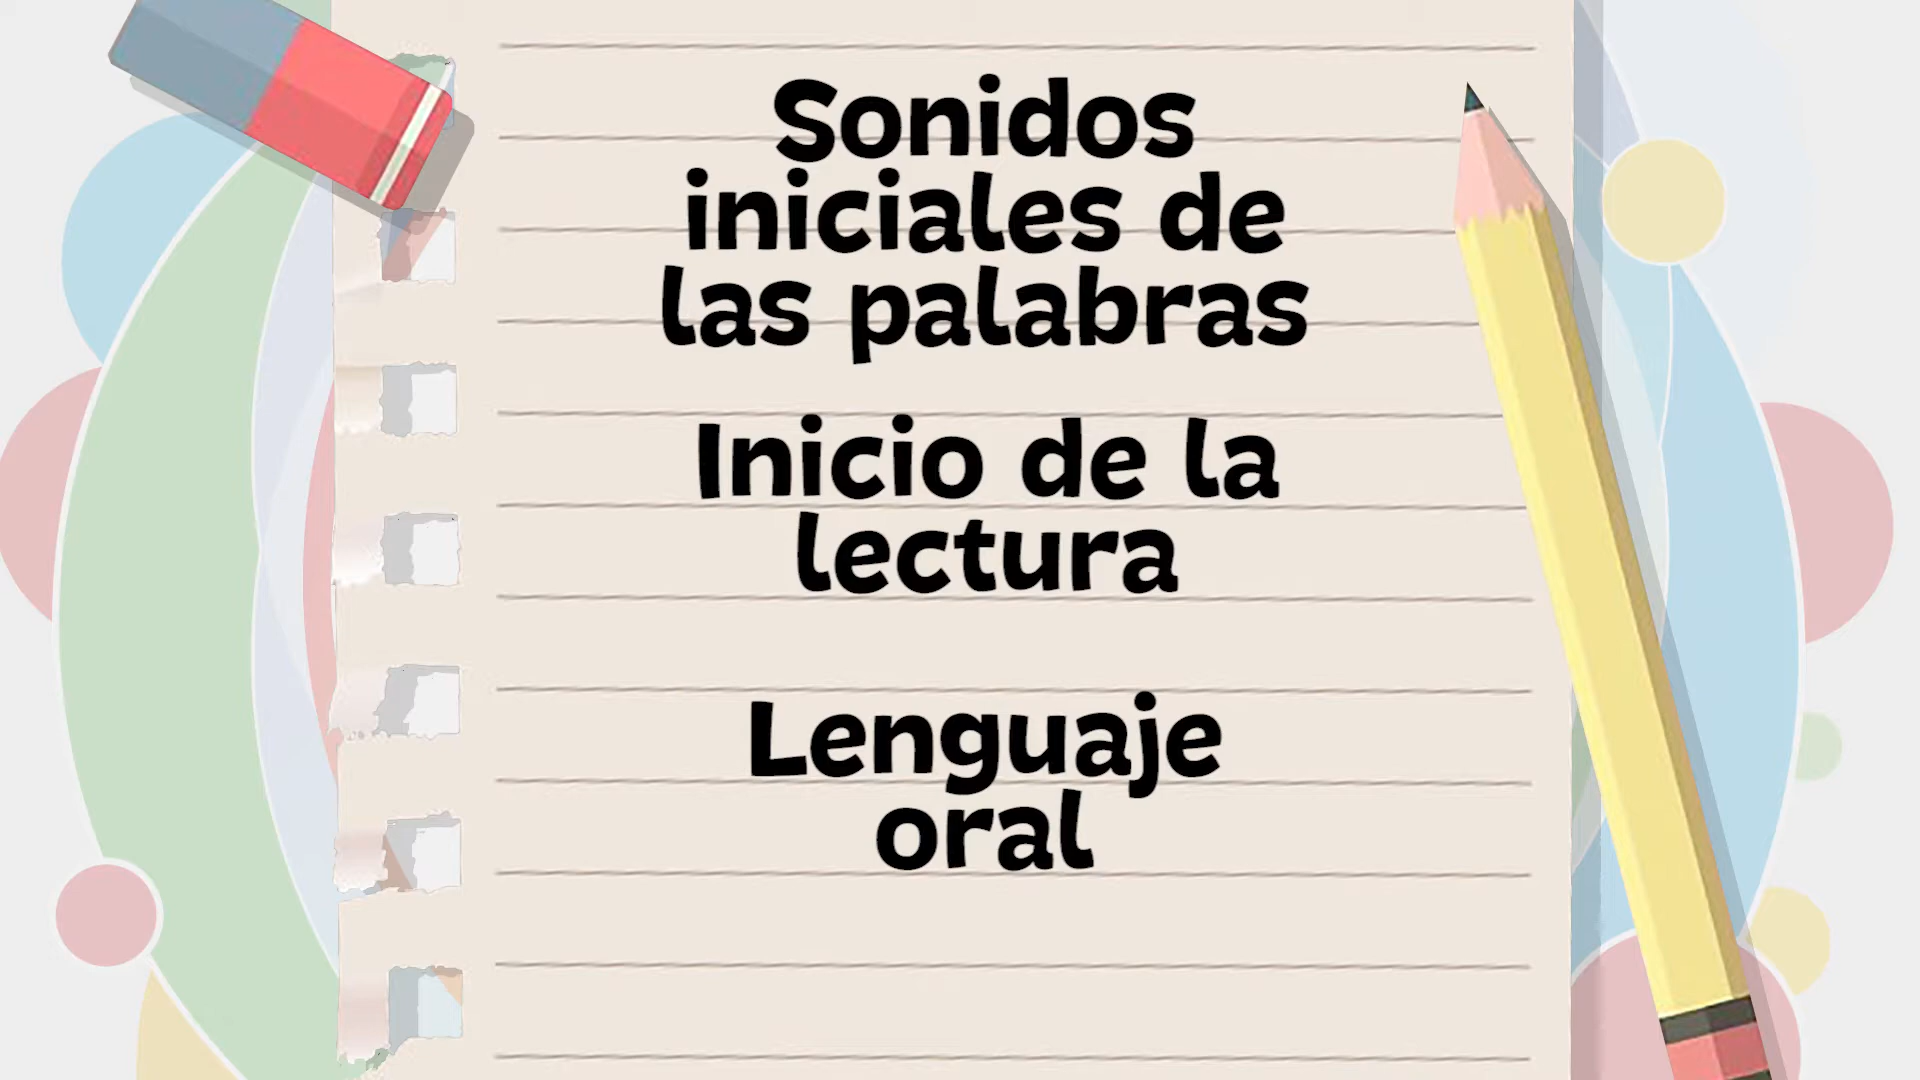 Sonidos
iniciales de
las palabras
Inicio de la
lectura
Lenguaje
oral